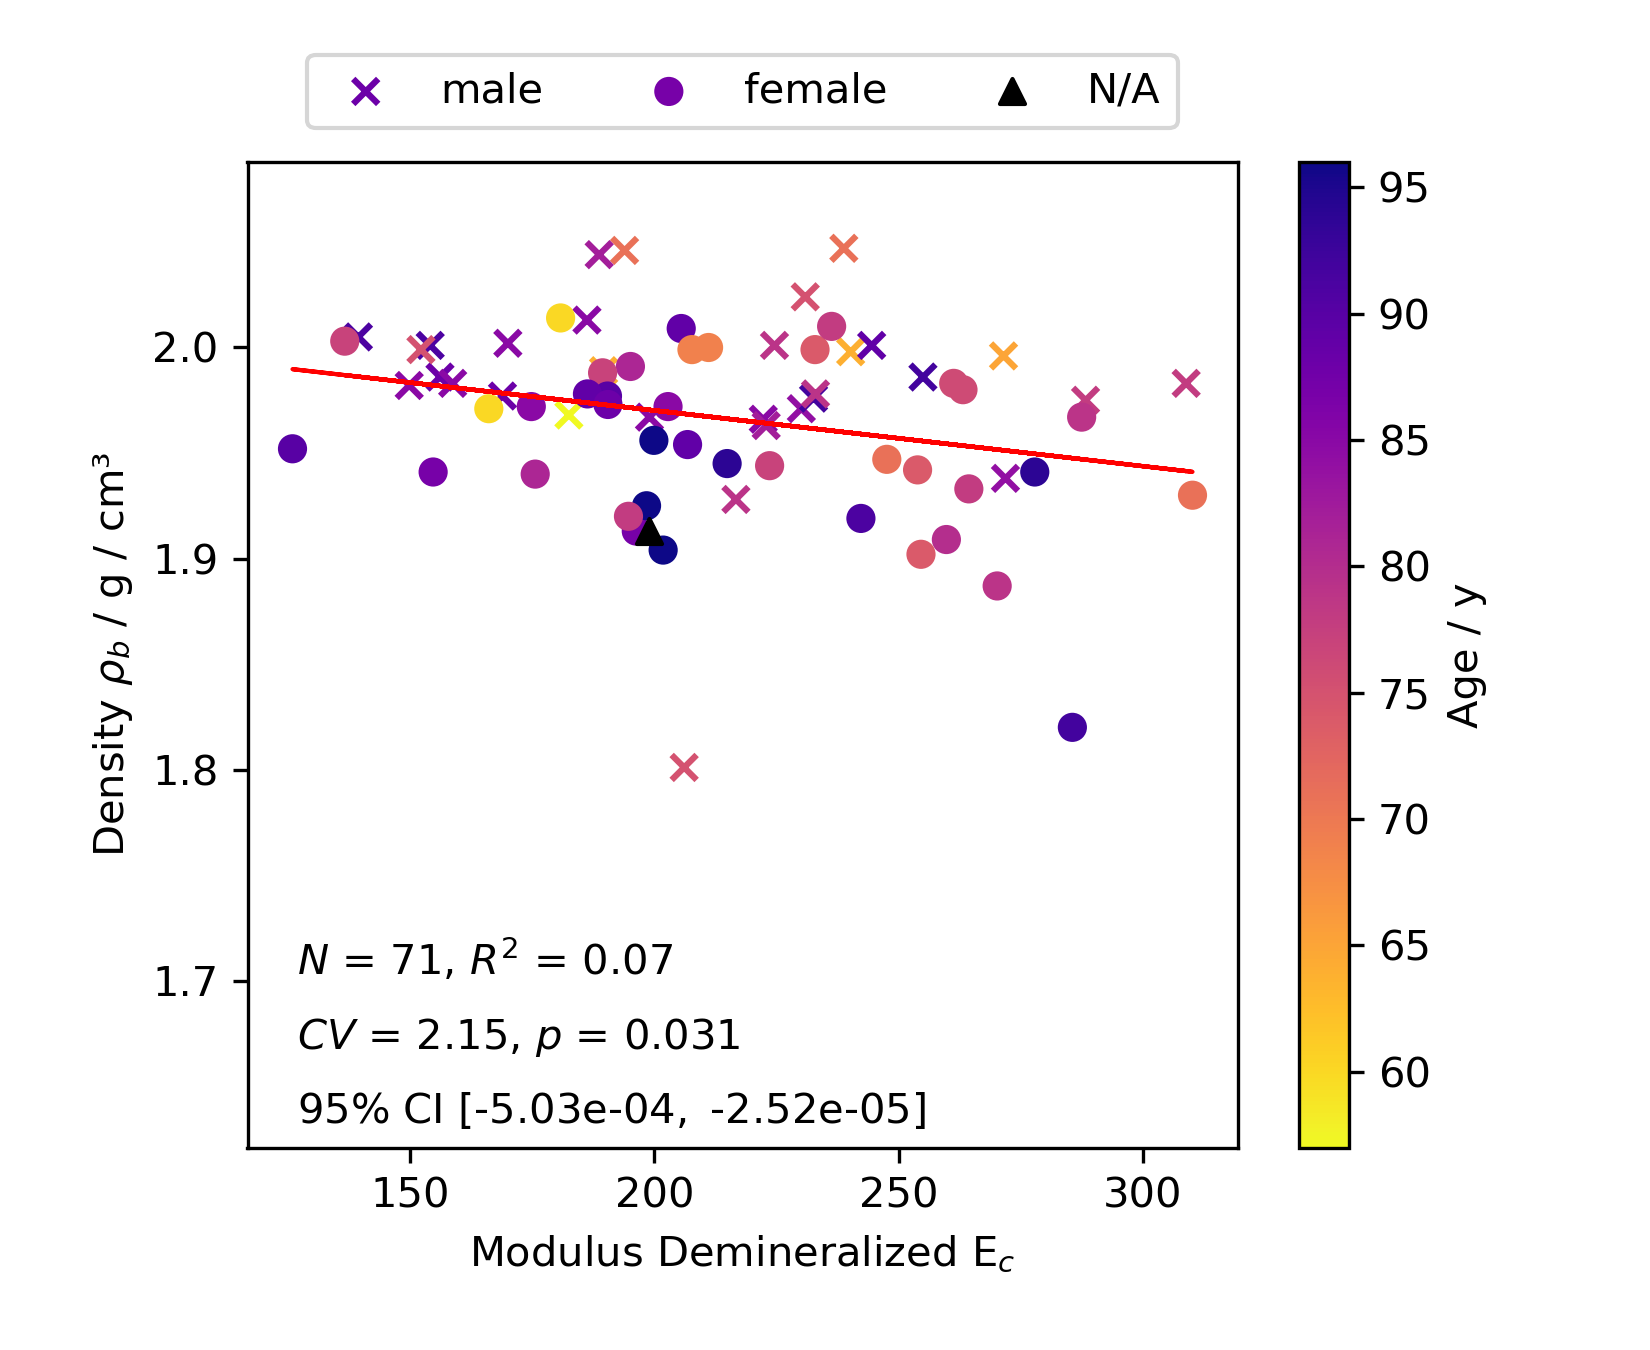 male female N/A
2.0
1.9
1.8
1.7
Density ρb / g / cm³
N = 71, R² = 0.07
CV = 2.15, p = 0.031
95% CI [-5.03e-04, -2.52e-05]
150 200 250 300
Modulus Demineralized Ec
95
90
85
80
75
70
65
60
Age / y